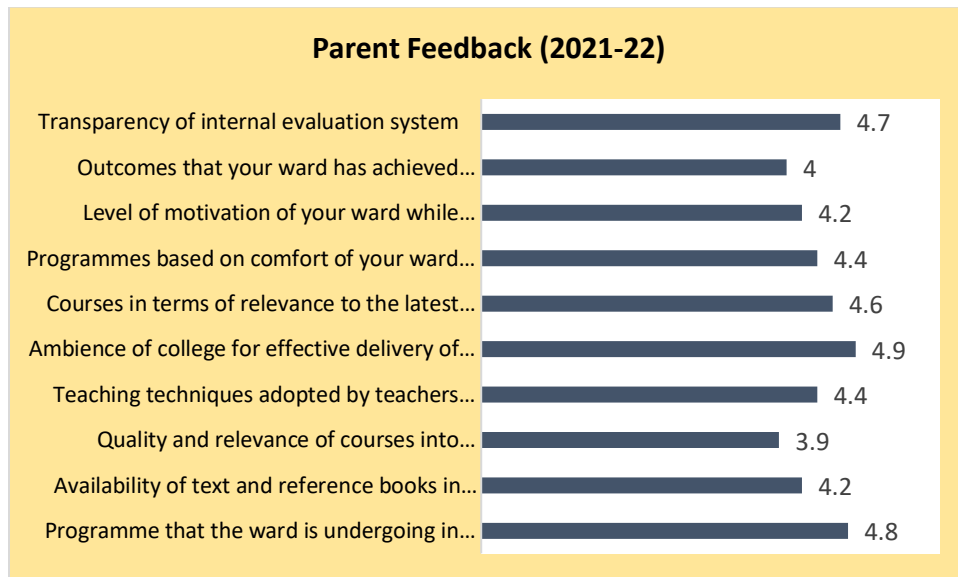 Parent Feedback (2021-22)
Transparency of internal evaluation system 4.7
Outcomes that your ward has achieved... 4
Level of motivation of your ward while... 4.2
Programmes based on comfort of your ward... 4.4
Courses in terms of relevance to the latest... 4.6
Ambience of college for effective delivery of... 4.9
Teaching techniques adopted by teachers... 4.4
Quality and relevance of courses into... 3.9
Availability of text and reference books in... 4.2
Programme that the ward is undergoing in... 4.8